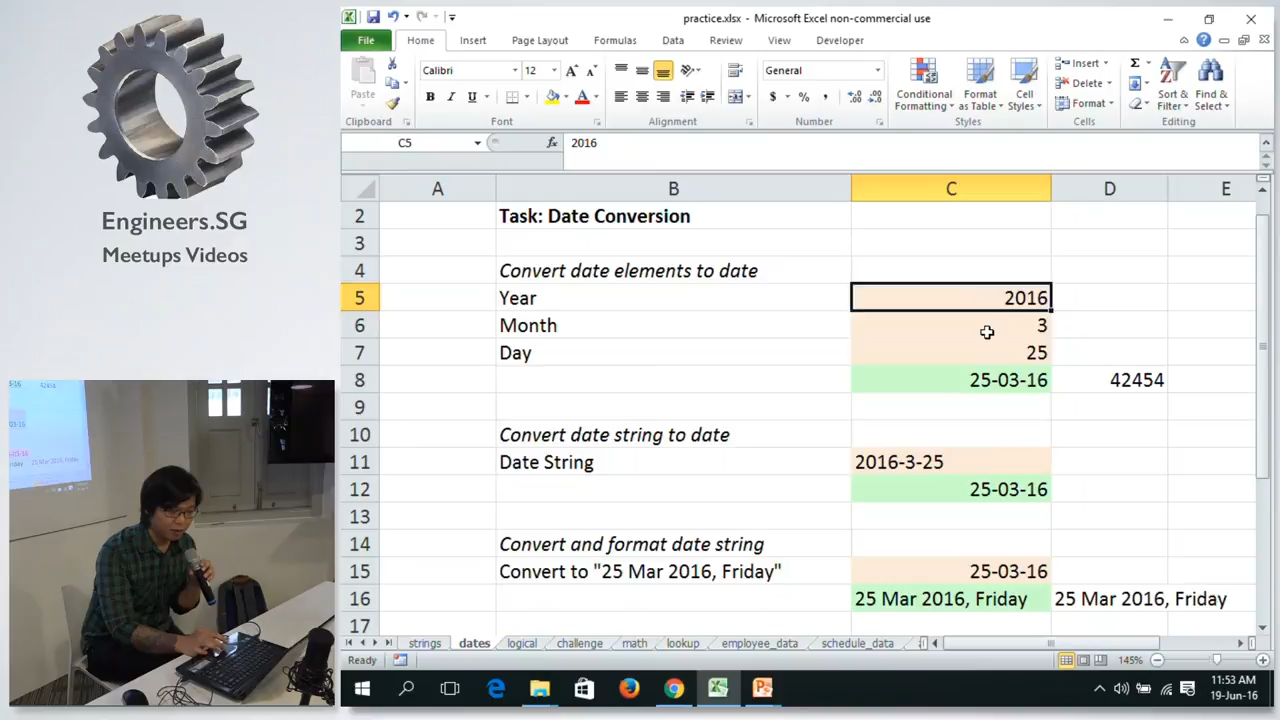 practice.xlsx - Microsoft Excel non-commercial use
File Home Insert Page Layout Formulas Data Review View Developer
Paste
Calibri 12
General
B I U
$ % ,
Conditional Formatting
Format as Table
Cell Styles
Insert
Delete
Format
Σ
Sort & Filter
Find & Select
Clipboard Font Alignment Number Styles Cells Editing
C5 fx 2016
A B C D E
2 Task: Date Conversion
3
4 Convert date elements to date
5 Year 2016
6 Month 3
7 Day 25
8 25-03-16 42454
9
10 Convert date string to date
11 Date String 2016-3-25
12 25-03-16
13
14 Convert and format date string
15 Convert to "25 Mar 2016, Friday" 25-03-16
16 25 Mar 2016, Friday 25 Mar 2016, Friday
17
strings dates logical challenge math lookup employee_data schedule_data
Ready 145%
11:53 AM
19-Jun-16
Engineers.SG
Meetups Videos